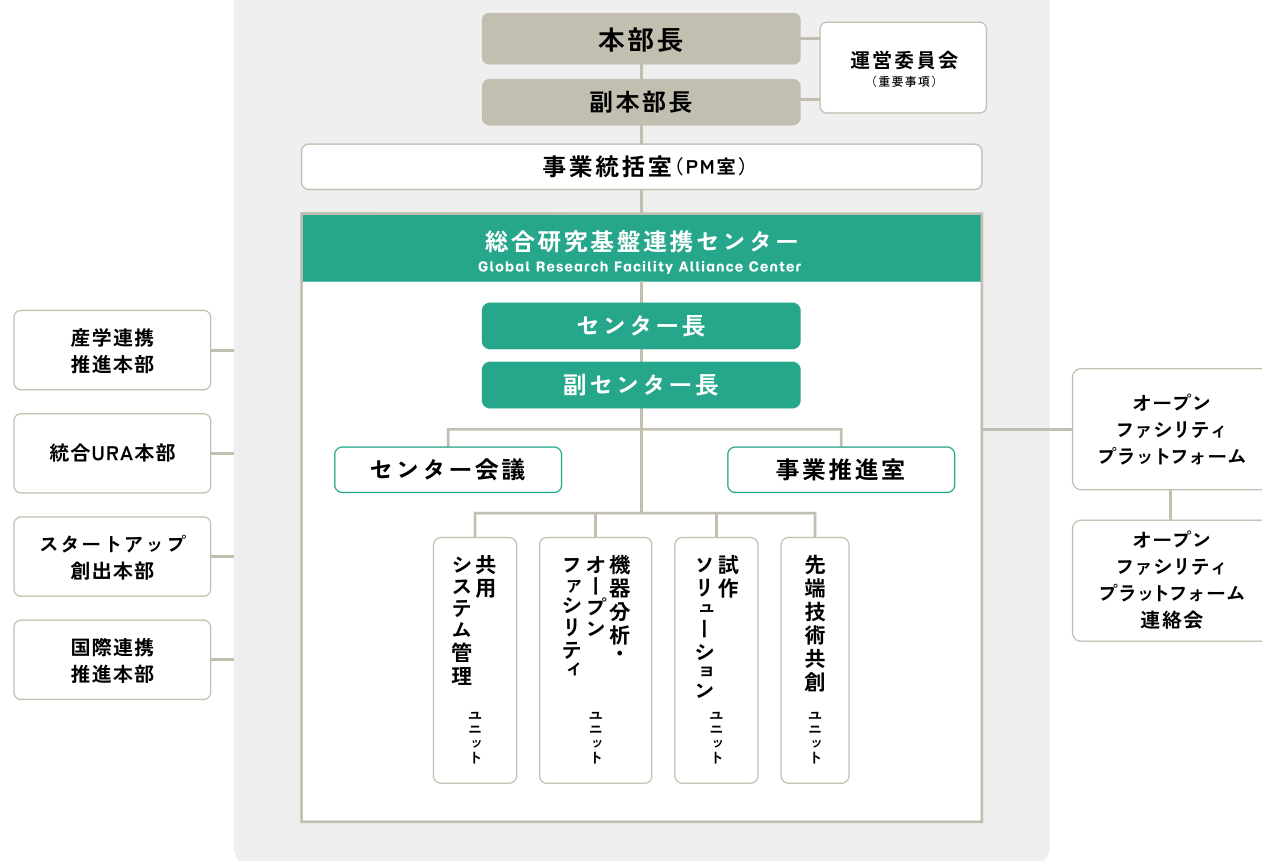 本部長
運営委員会
（重要事項）
副本部長
事業統括室（PM室）
総合研究基盤連携センター
Global Research Facility Alliance Center
センター長
副センター長
センター会議
事業推進室
共用
システム管理
ユニット
機器分析・
オープン
ファシリティ
ユニット
試作
ソリューション
ユニット
先端技術共創
ユニット
産学連携
推進本部
統合URA本部
スタートアップ
創出本部
国際連携
推進本部
オープン
ファシリティ
プラットフォーム
オープン
ファシリティ
プラットフォーム
連絡会